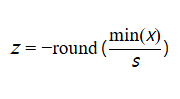 z = −round (min(x) / s)